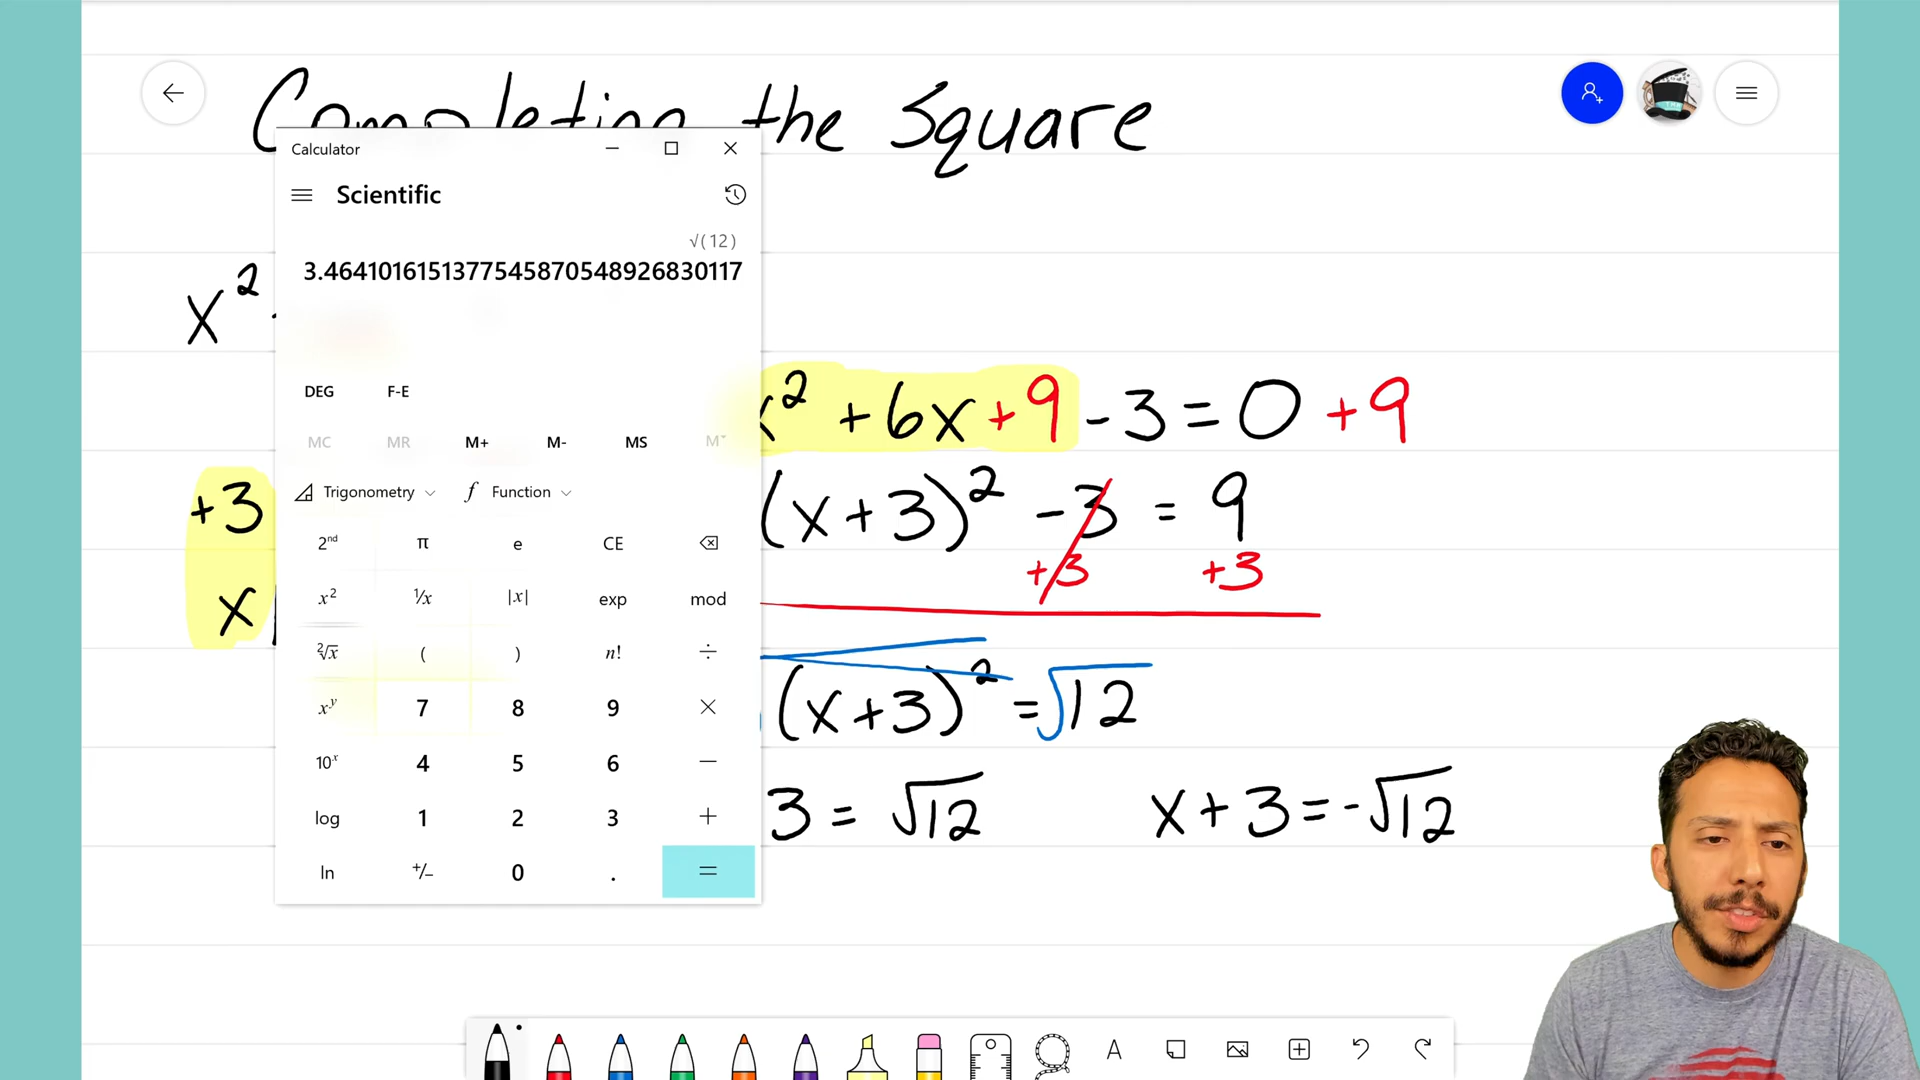 Completing the Square
Calculator
Scientific
√(12)
3.4641016151377545870548926830117
x²
DEG F-E
x² +6x +9 -3 = 0 +9
MC MR M+ M- MS M˅
+3
Trigonometry ƒ Function
(x+3)² -3 = 9
+3 +3
2nd π e CE
x
x² ¹/x |x| exp mod
²√x ( ) n! ÷
(x+3)² = √12
xʸ 7 8 9 ×
10ˣ 4 5 6 −
3 = √12 x+3 = -√12
log 1 2 3 +
ln +/− 0 . =
A